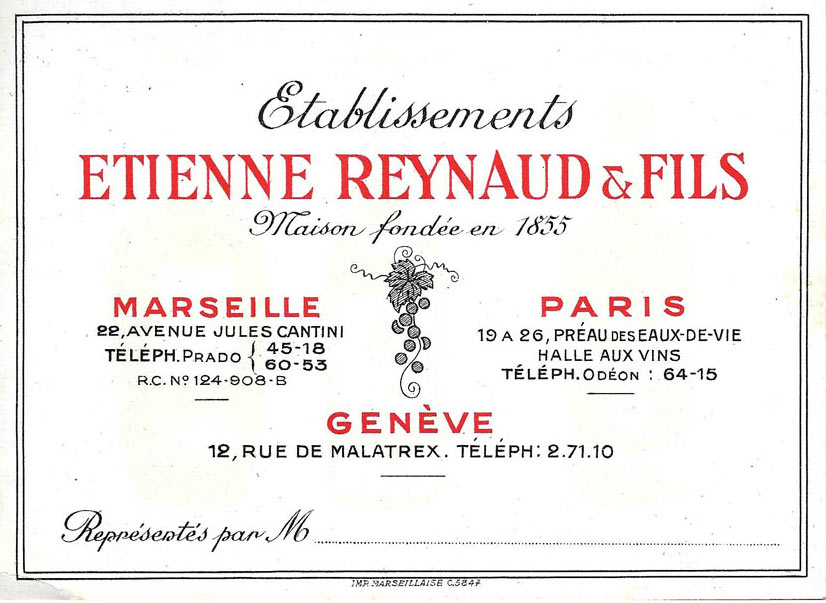 Etablissements
ETIENNE REYNAUD & FILS
Maison fondée en 1855
MARSEILLE
22, AVENUE JULES CANTINI
TÉLÉPH. PRADO { 45-18
60-53
R.C. Nº 124-908-B
PARIS
19 A 26, PRÉAU DES EAUX-DE-VIE
HALLE AUX VINS
TÉLÉPH. ODÉON : 64-15
GENÈVE
12, RUE DE MALATREX. TÉLÉPH: 2.71.10
Représentés par M
IMP. MARSEILLAISE C.5847